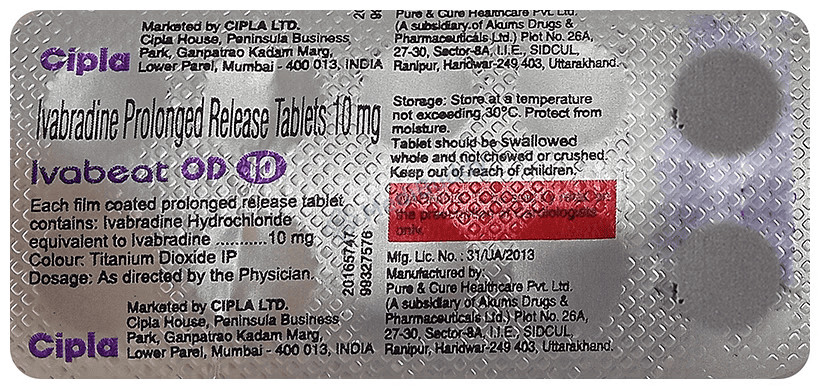 Marketed by CIPLA LTD.
Cipla House, Peninsula Business
Park, Ganpatrao Kadam Marg,
Lower Parel, Mumbai - 400 013, INDIA
Cipla
Pure & Cure Healthcare Pvt. Ltd.
(A subsidiary of Akums Drugs &
Pharmaceuticals Ltd.) Plot No. 26A,
27-30, Sector-8A, I.I.E., SIDCUL,
Ranipur, Haridwar-249 403, Uttarakhand.
Ivabradine Prolonged Release Tablets 10 mg
Ivabeat OD 10
Each film coated prolonged release tablet
contains: Ivabradine Hydrochloride
equivalent to Ivabradine ...........10 mg
Colour: Titanium Dioxide IP
Dosage: As directed by the Physician.
20165747
98327576
Storage: Store at a temperature
not exceeding 30°C. Protect from
moisture.
Tablet should be swallowed
whole and not chewed or crushed.
Keep out of reach of children.
the prescription of Cardiologists
only.
Mfg. Lic. No.: 31/UA/2013
Manufactured by:
Pure & Cure Healthcare Pvt. Ltd.
(A subsidiary of Akums Drugs &
Pharmaceuticals Ltd.) Plot No. 26A,
27-30, Sector-8A, I.I.E., SIDCUL,
Ranipur, Haridwar-249 403, Uttarakhand.
Marketed by CIPLA LTD.
Cipla House, Peninsula Business
Park, Ganpatrao Kadam Marg,
Lower Parel, Mumbai - 400 013, INDIA
Cipla